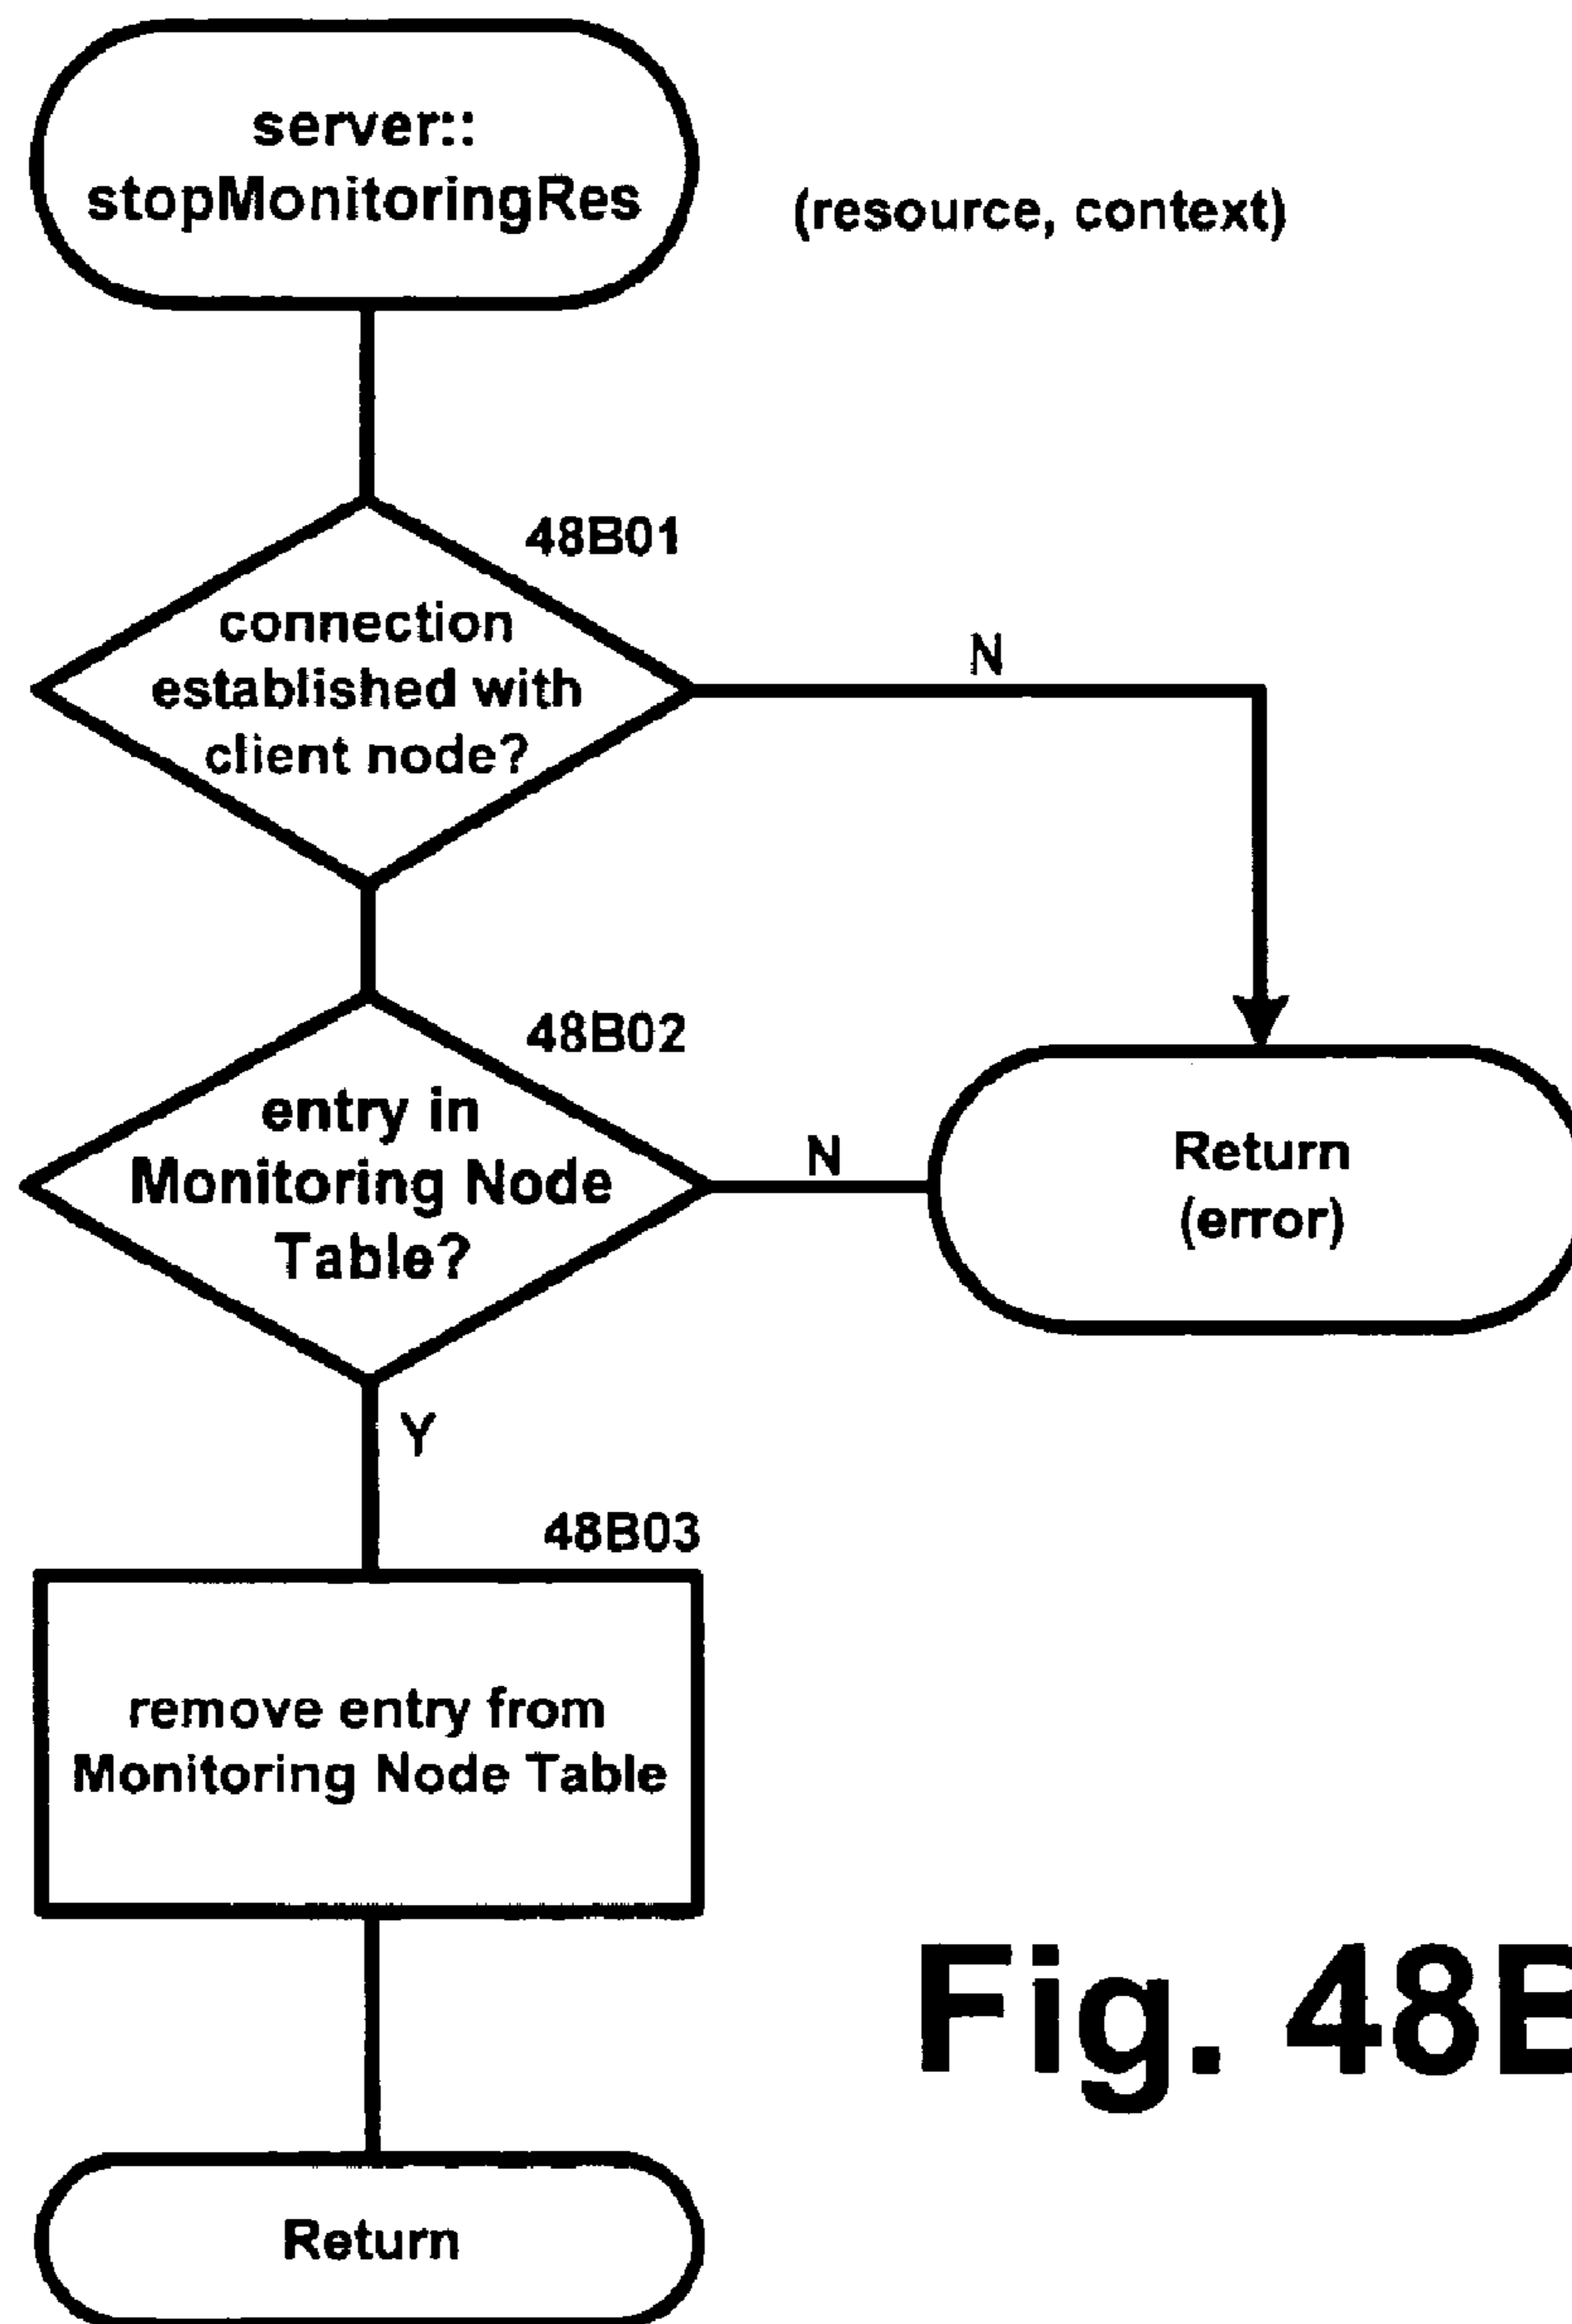 server::
stopMonitoringRes
(resource, context)
48B01
connection
established with
client node?
N
48B02
entry in
Monitoring Node
Table?
N
Return
(error)
Y
48B03
remove entry from
Monitoring Node Table
Fig. 48B
Return